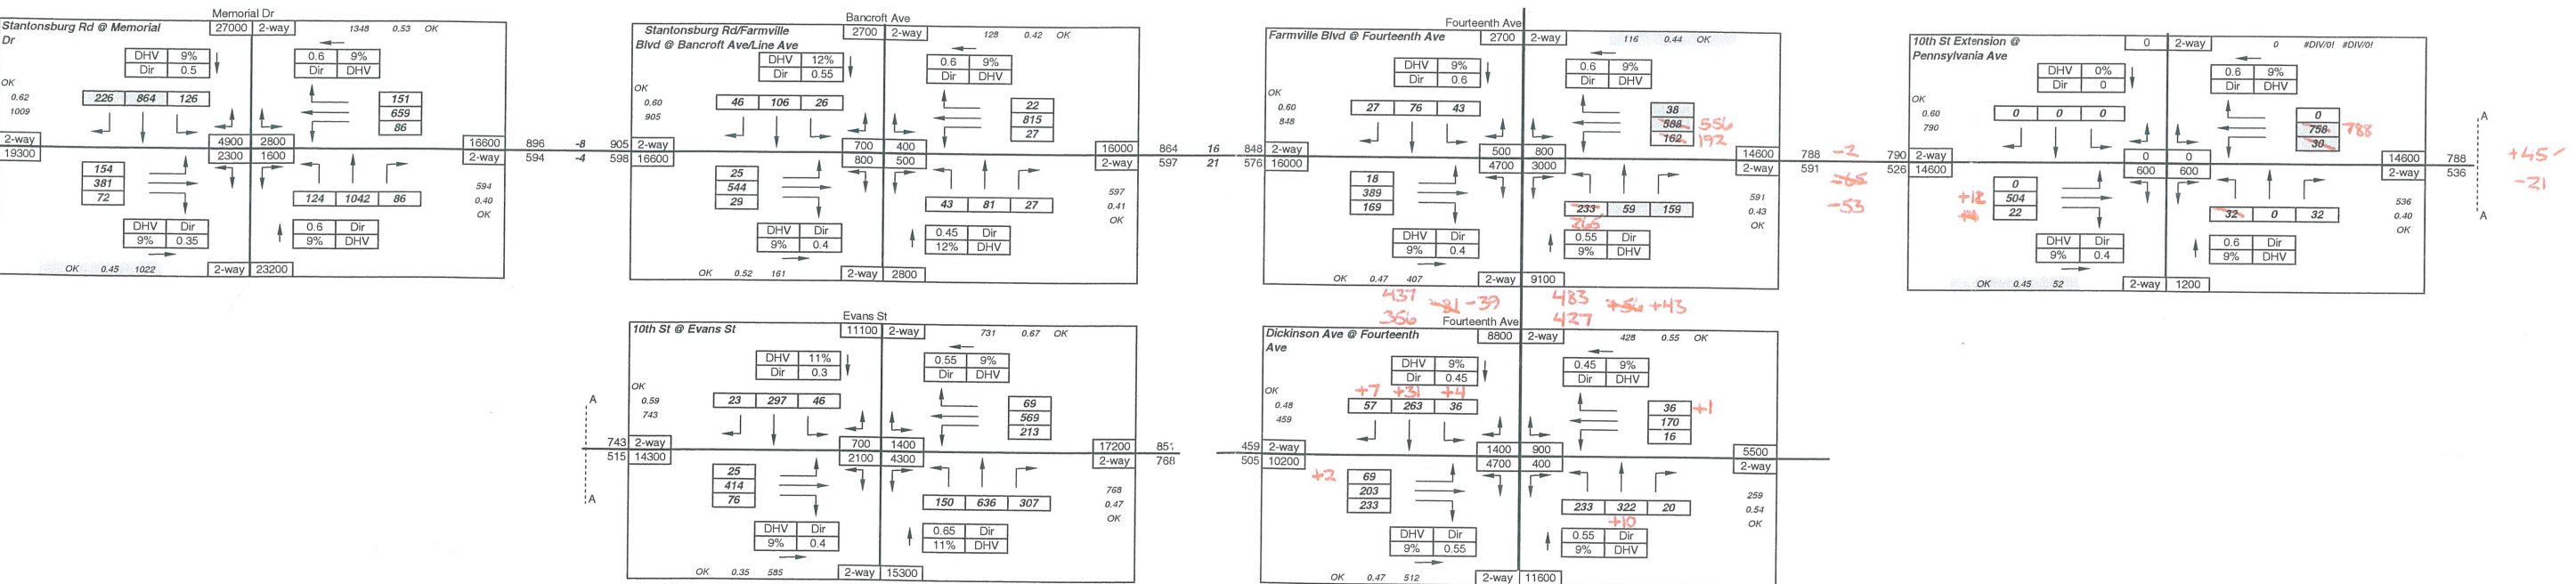 Memorial Dr
Stantonsburg Rd @ Memorial Dr
27000 2-way 1348 0.53 OK
DHV 9% 0.6 9%
Dir 0.5 Dir DHV
OK
0.62
1009
226 864 126
151
659
86
2-way 4900 2800 16600 896 -8 905
19300 2300 1600 2-way 594 -4 598
154
381
72
594
0.40
OK
124 1042 86
DHV Dir 0.6 Dir
9% 0.35 9% DHV
OK 0.45 1022 2-way 23200
Bancroft Ave
Stantonsburg Rd/Farmville
Blvd @ Bancroft Ave/Line Ave
2700 2-way 128 0.42 OK
DHV 12% 0.6 9%
Dir 0.55 Dir DHV
OK
0.60
905
46 106 26
22
815
27
2-way 700 400 16000 864 16 848
16600 800 500 2-way 597 21 576
25
544
29
597
0.41
OK
43 81 27
DHV Dir 0.45 Dir
9% 0.4 12% DHV
OK 0.52 161 2-way 2800
Fourteenth Ave
Farmville Blvd @ Fourteenth Ave
2700 2-way 116 0.44 OK
DHV 9% 0.6 9%
Dir 0.6 Dir DHV
OK
0.60
848
27 76 43
38
588 556
162 192
2-way 500 800 14600 788 -2 790
16000 4700 3000 2-way 591 -65 526
-53
18
389
169
591
0.43
OK
233 59 159
265
DHV Dir 0.55 Dir
9% 0.4 9% DHV
OK 0.47 407 2-way 9100
437 -81 -39 483 +56 +43
356 427
10th St Extension @
Pennsylvania Ave
0 2-way 0 #DIV/0! #DIV/0!
DHV 0% 0.6 9%
Dir 0 Dir DHV
OK
0.60
790
0 0 0
0
758 788
30
2-way 0 0 14600 788 +45
14600 600 600 2-way 536 -21
A
A
0
+12 504
22
536
0.40
OK
32 0 32
DHV Dir 0.6 Dir
9% 0.4 9% DHV
OK 0.45 52 2-way 1200
Evans St
10th St @ Evans St
11100 2-way 731 0.67 OK
DHV 11% 0.55 9%
Dir 0.3 Dir DHV
OK
0.59
743
A
A
23 297 46
69
569
213
743 2-way 700 1400 17200 851
515 14300 2100 4300 2-way 768
25
414
76
768
0.47
OK
150 636 307
DHV Dir 0.65 Dir
9% 0.4 11% DHV
OK 0.35 585 2-way 15300
Fourteenth Ave
Dickinson Ave @ Fourteenth
Ave
8800 2-way 428 0.55 OK
DHV 9% 0.45 9%
Dir 0.45 Dir DHV
OK
0.48
459
+7 +31 +4
57 263 36
36 +1
170
16
459 2-way 1400 900 5500
505 10200 4700 400 2-way
+2 69
203
233
259
0.54
OK
233 322 20
+10
DHV Dir 0.55 Dir
9% 0.55 9% DHV
OK 0.47 512 2-way 11600